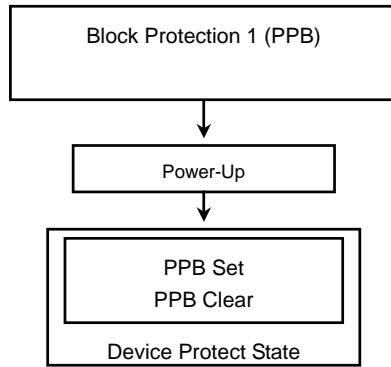 Block Protection 1 (PPB)
Power-Up
PPB Set
PPB Clear
Device Protect State